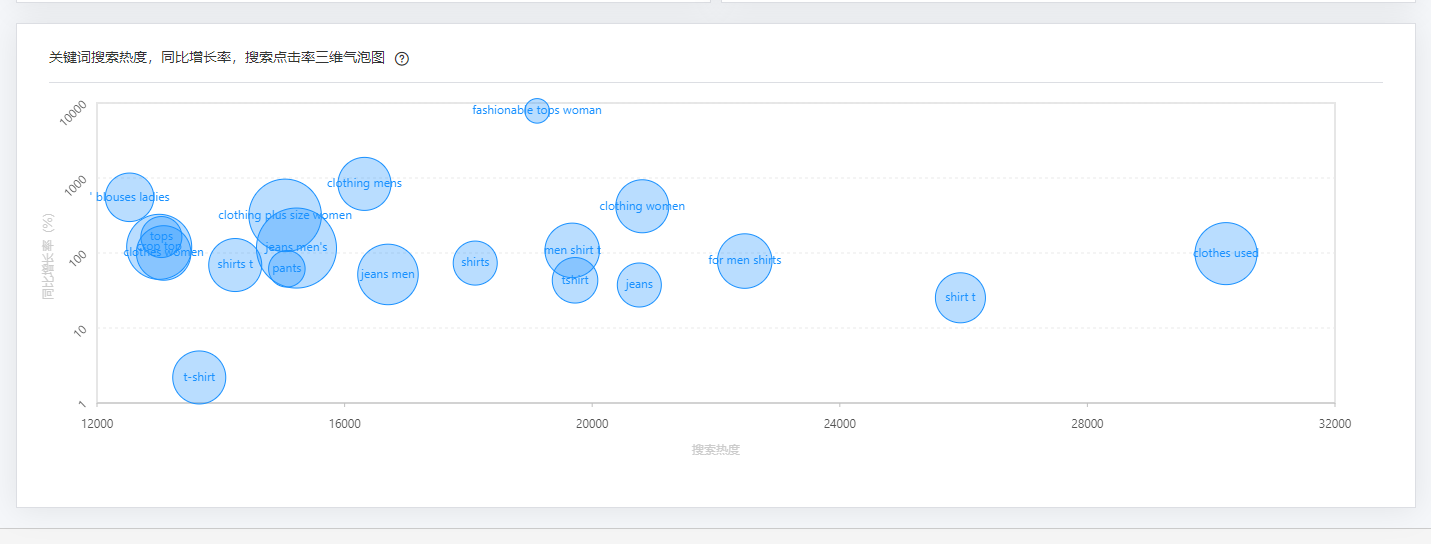 关键词搜索热度，同比增长率，搜索点击率三维气泡图 ?
10000
fashionable tops woman
1000
clothing mens
' blouses ladies
clothing women
clothing plus size women
tops
crop top
jeans men's
clothes women
men shirt t
clothes used
100
shirts t
pants
shirts
for men shirts
jeans men
tshirt
jeans
shirt t
同比增长率（%）
10
t-shirt
1
12000 16000 20000 24000 28000 32000
搜索热度